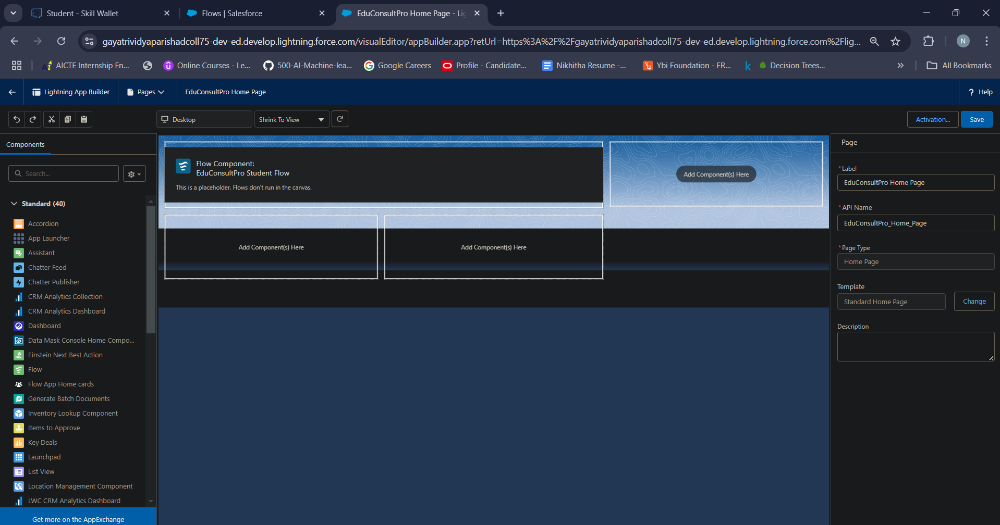 Student - Skill Wallet
Flows | Salesforce
EduConsultPro Home Page - Lig
gayatrividyaparishadcoll75-dev-ed.develop.lightning.force.com/visualEditor/appBuilder.app?retUrl=https%3A%2F%2Fgayatrividyaparishadcoll75-dev-ed.develop.lightning.force.com%2Flig...
N
AICTE Internship En...
Online Courses - Le...
500-AI-Machine-lea...
Google Careers
Profile - Candidate...
Nikhitha Resume -...
Ybi Foundation - FR...
k
Decision Trees...
All Bookmarks
Lightning App Builder
Pages
EduConsultPro Home Page
? Help
Desktop
Shrink To View
Activation...
Save
Components
Search...
Standard (40)
Accordion
App Launcher
Assistant
Chatter Feed
Chatter Publisher
CRM Analytics Collection
CRM Analytics Dashboard
Dashboard
Data Mask Console Home Compo...
Einstein Next Best Action
Flow
Flow App Home cards
Generate Batch Documents
Inventory Lookup Component
Items to Approve
Key Deals
Launchpad
List View
Location Management Component
LWC CRM Analytics Dashboard
Get more on the AppExchange
Flow Component:
EduConsultPro Student Flow
This is a placeholder. Flows don't run in the canvas.
Add Component(s) Here
Add Component(s) Here
Add Component(s) Here
Page
*Label
EduConsultPro Home Page
*API Name
EduConsultPro_Home_Page
*Page Type
Home Page
Template
Standard Home Page
Change
Description